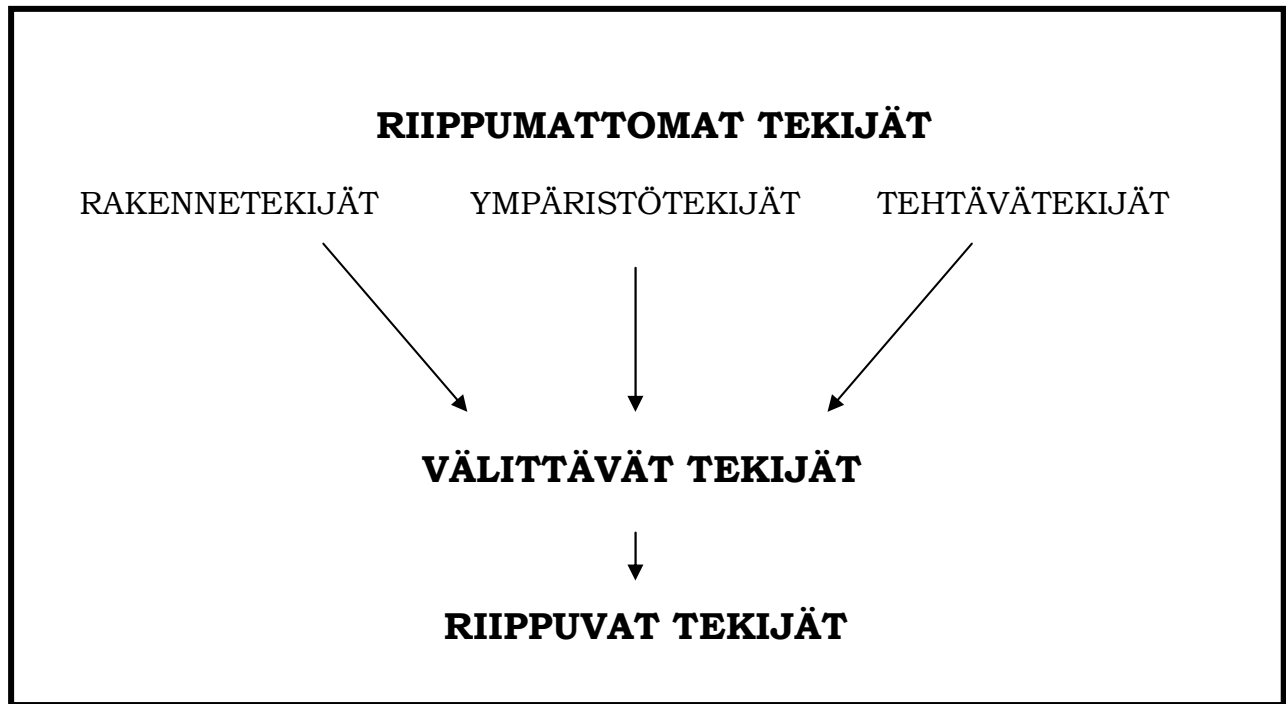 RIIPPUMATTOMAT TEKIJÄT
RAKENNETEKIJÄT YMPÄRISTÖTEKIJÄT TEHTÄVÄTEKIJÄT
VÄLITTÄVÄT TEKIJÄT
RIIPPUVAT TEKIJÄT